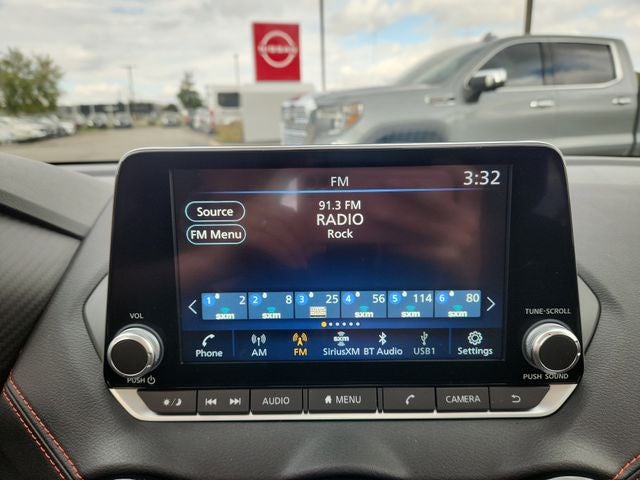 FM 3:32
Source
91.3 FM
RADIO
FM Menu
Rock
1 2 2 8 3 25 4 56 5 114 6 80
sxm sxm sxm sxm sxm
Phone AM FM SiriusXM BT Audio USB1 Settings
sxm
VOL
PUSH
TUNE·SCROLL
PUSH SOUND
AUDIO MENU CAMERA